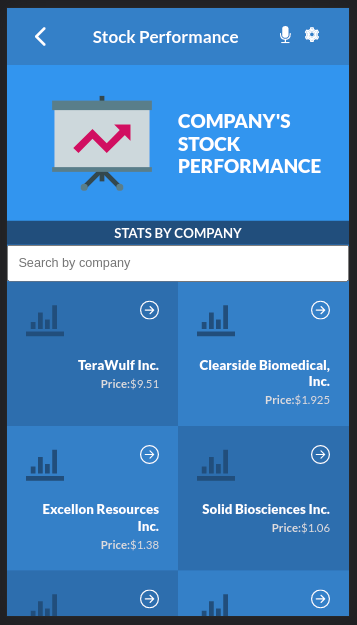 Stock Performance
COMPANY'S
STOCK
PERFORMANCE
STATS BY COMPANY
Search by company
TeraWulf Inc.
Price:$9.51
Clearside Biomedical,
Inc.
Price:$1.925
Excellon Resources
Inc.
Price:$1.38
Solid Biosciences Inc.
Price:$1.06